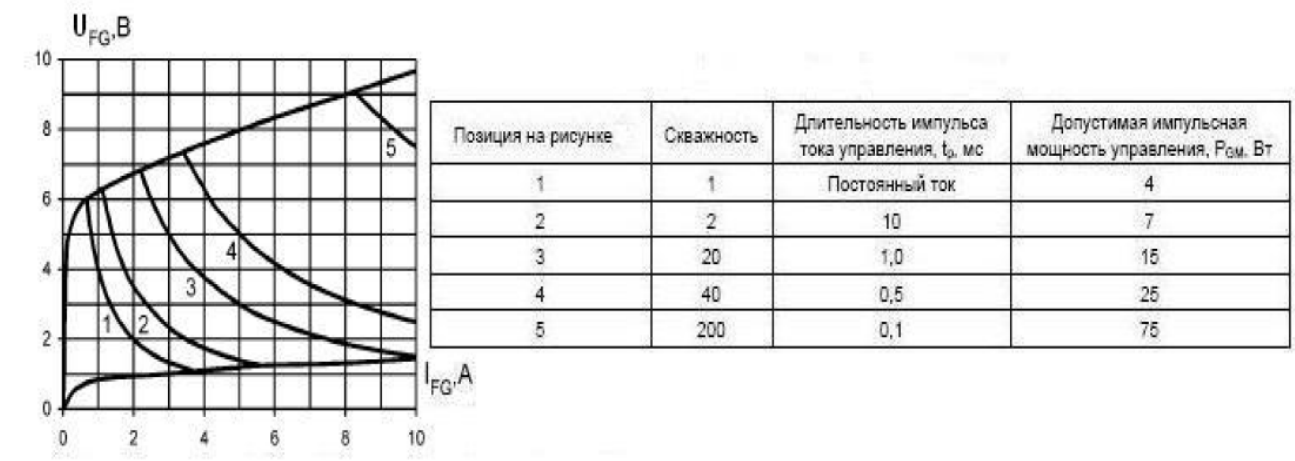 U_FG,В
10
8
6
4
2
0
0 2 4 6 8 10
I_FG,А
1
2
3
4
5
Позиция на рисунке Скважность Длительность импульса тока управления, tₚ, мс Допустимая импульсная мощность управления, P_GM, Вт
1 1 Постоянный ток 4
2 2 10 7
3 20 1,0 15
4 40 0,5 25
5 200 0,1 75